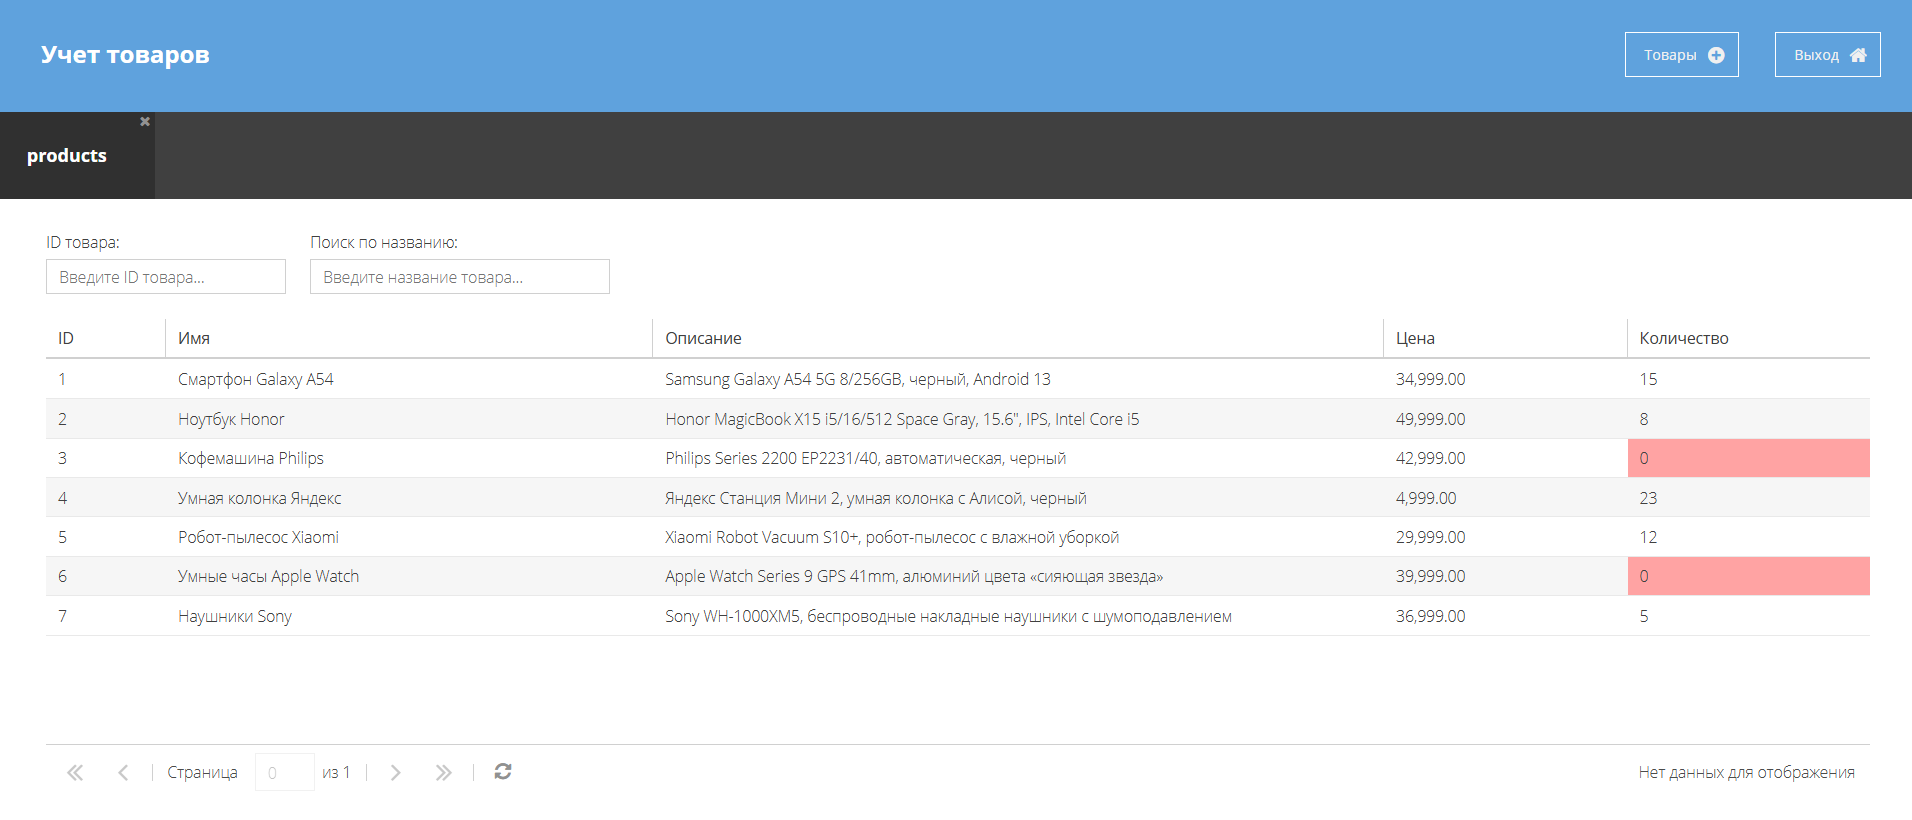 Учет товаров
Товары
Выход
products
ID товара:
Поиск по названию:
Введите ID товара...
Введите название товара...
ID Имя Описание Цена Количество
1 Смартфон Galaxy A54 Samsung Galaxy A54 5G 8/256GB, черный, Android 13 34,999.00 15
2 Ноутбук Honor Honor MagicBook X15 i5/16/512 Space Gray, 15.6", IPS, Intel Core i5 49,999.00 8
3 Кофемашина Philips Philips Series 2200 EP2231/40, автоматическая, черный 42,999.00 0
4 Умная колонка Яндекс Яндекс Станция Мини 2, умная колонка с Алисой, черный 4,999.00 23
5 Робот-пылесос Xiaomi Xiaomi Robot Vacuum S10+, робот-пылесос с влажной уборкой 29,999.00 12
6 Умные часы Apple Watch Apple Watch Series 9 GPS 41mm, алюминий цвета «сияющая звезда» 39,999.00 0
7 Наушники Sony Sony WH-1000XM5, беспроводные накладные наушники с шумоподавлением 36,999.00 5
Страница 0 из 1 Нет данных для отображения